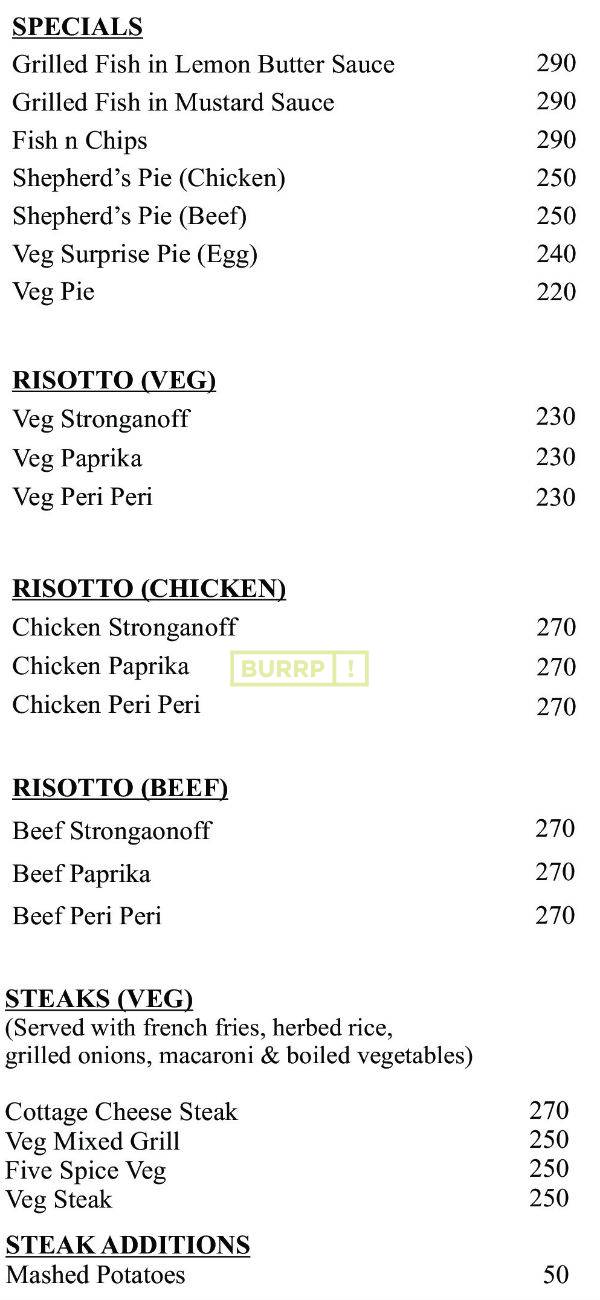 SPECIALS
Grilled Fish in Lemon Butter Sauce 290
Grilled Fish in Mustard Sauce 290
Fish n Chips 290
Shepherd’s Pie (Chicken) 250
Shepherd’s Pie (Beef) 250
Veg Surprise Pie (Egg) 240
Veg Pie 220
RISOTTO (VEG)
Veg Stronganoff 230
Veg Paprika 230
Veg Peri Peri 230
RISOTTO (CHICKEN)
Chicken Stronganoff 270
Chicken Paprika 270
BURRP !
Chicken Peri Peri 270
RISOTTO (BEEF)
Beef Strongaonoff 270
Beef Paprika 270
Beef Peri Peri 270
STEAKS (VEG)
(Served with french fries, herbed rice,
grilled onions, macaroni & boiled vegetables)
Cottage Cheese Steak 270
Veg Mixed Grill 250
Five Spice Veg 250
Veg Steak 250
STEAK ADDITIONS
Mashed Potatoes 50